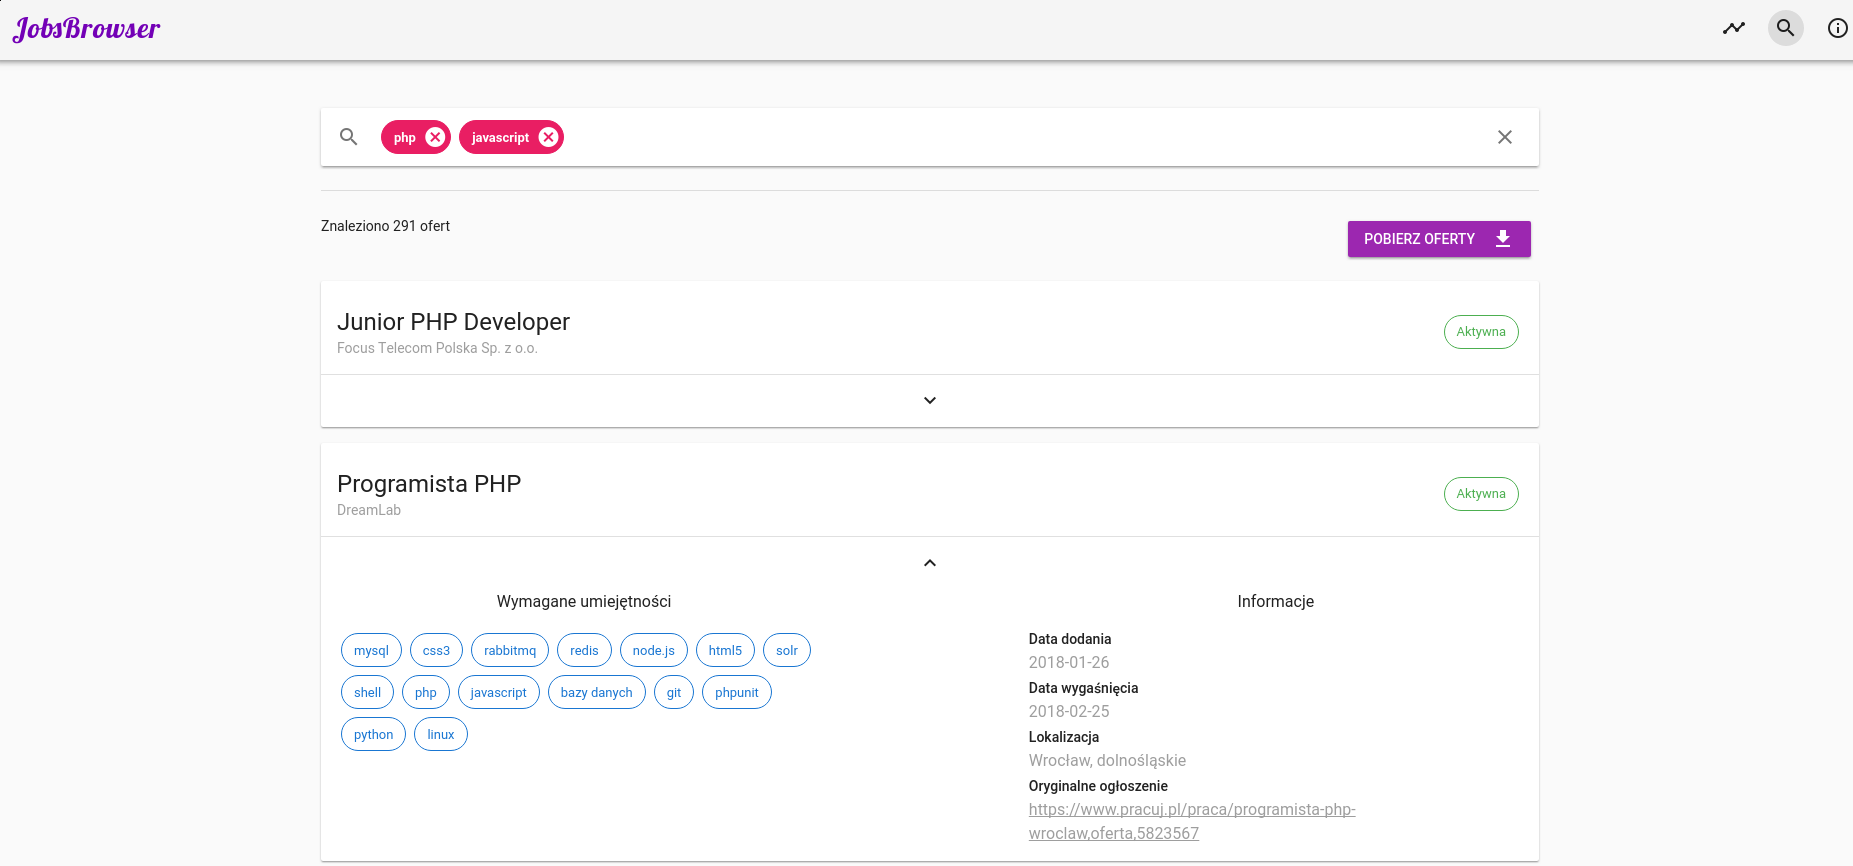 JobsBrowser
php
javascript
Znaleziono 291 ofert
POBIERZ OFERTY
Junior PHP Developer
Focus Telecom Polska Sp. z o.o.
Aktywna
Programista PHP
DreamLab
Aktywna
Wymagane umiejętności
mysql css3 rabbitmq redis node.js html5 solr
shell php javascript bazy danych git phpunit
python linux
Informacje
Data dodania
2018-01-26
Data wygaśnięcia
2018-02-25
Lokalizacja
Wrocław, dolnośląskie
Oryginalne ogłoszenie
https://www.pracuj.pl/praca/programista-php-
wroclaw,oferta,5823567